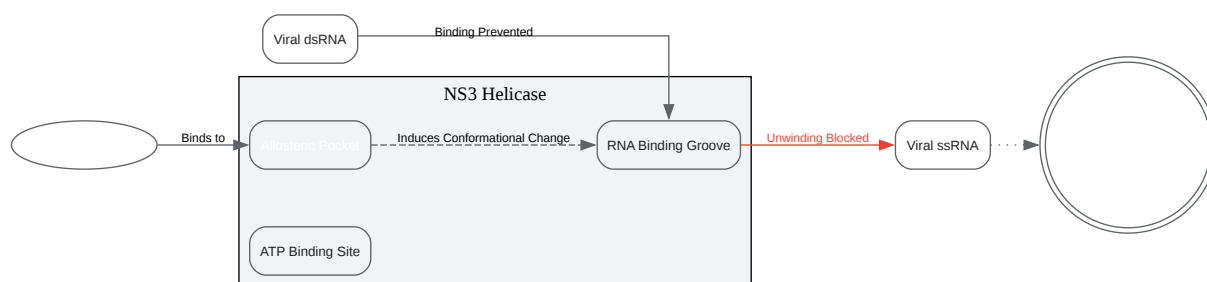 Viral dsRNA
Binding Prevented
NS3 Helicase
Binds to
Allosteric Pocket
Induces Conformational Change
RNA Binding Groove
Unwinding Blocked
Viral ssRNA
ATP Binding Site